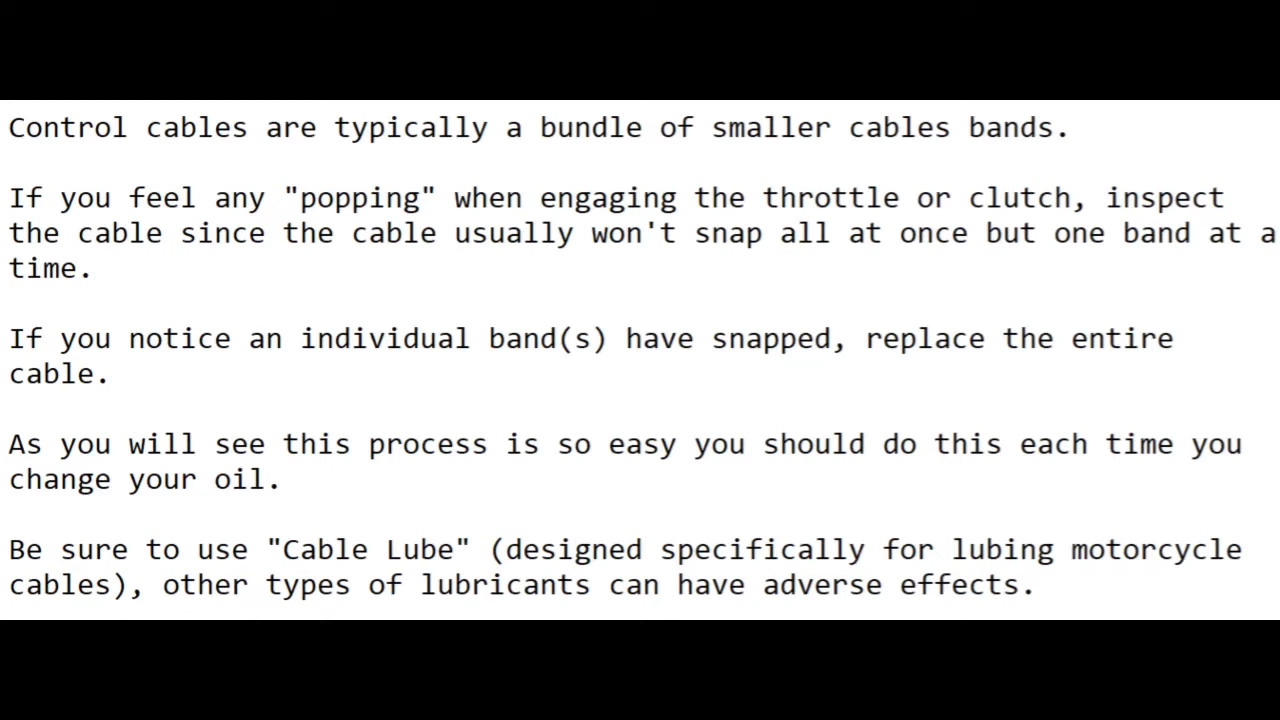 Control cables are typically a bundle of smaller cables bands.
If you feel any "popping" when engaging the throttle or clutch, inspect
the cable since the cable usually won't snap all at once but one band at a
time.
If you notice an individual band(s) have snapped, replace the entire
cable.
As you will see this process is so easy you should do this each time you
change your oil.
Be sure to use "Cable Lube" (designed specifically for lubing motorcycle
cables), other types of lubricants can have adverse effects.